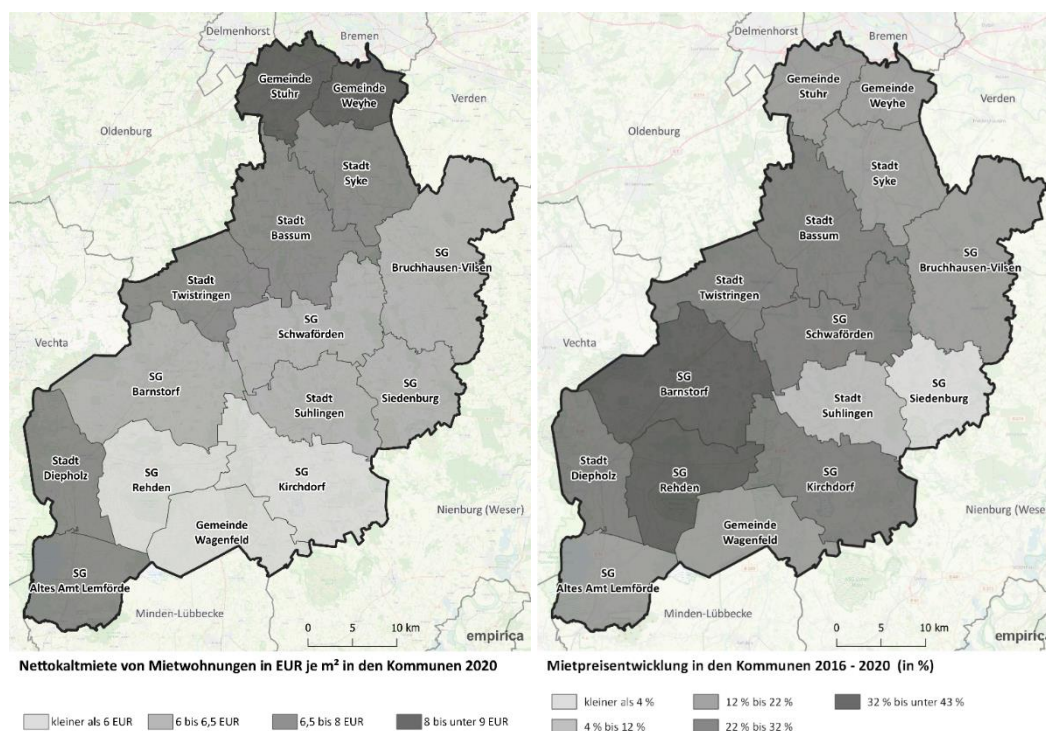 Delmenhorst
Bremen
Gemeinde
Stuhr
Gemeinde
Weyhe
Verden
Oldenburg
Stadt
Syke
Stadt
Bassum
SG
Bruchhausen-Vilsen
Stadt
Twistringen
SG
Schwaförden
Vechta
SG
Barnstorf
SG
Siedenburg
Stadt
Suhlingen
Stadt
Diepholz
SG
Rehden
SG
Kirchdorf
Nienburg (Weser)
Gemeinde
Wagenfeld
SG
Altes Amt Lemförde
Minden-Lübbecke
0 5 10 km
empirica
Nettokaltmiete von Mietwohnungen in EUR je m² in den Kommunen 2020
kleiner als 6 EUR
6 bis 6,5 EUR
6,5 bis 8 EUR
8 bis unter 9 EUR
Delmenhorst
Bremen
Gemeinde
Stuhr
Gemeinde
Weyhe
Verden
Oldenburg
Stadt
Syke
Stadt
Bassum
SG
Bruchhausen-Vilsen
Stadt
Twistringen
SG
Schwaförden
Vechta
SG
Barnstorf
SG
Siedenburg
Stadt
Suhlingen
Stadt
Diepholz
SG
Rehden
SG
Kirchdorf
Nienburg (Wese
Gemeinde
Wagenfeld
SG
Altes Amt Lemförde
Minden-Lübbecke
0 5 10 km
empirica
Mietpreisentwicklung in den Kommunen 2016 - 2020 (in %)
kleiner als 4 %
12 % bis 22 %
32 % bis unter 43 %
4 % bis 12 %
22 % bis 32 %